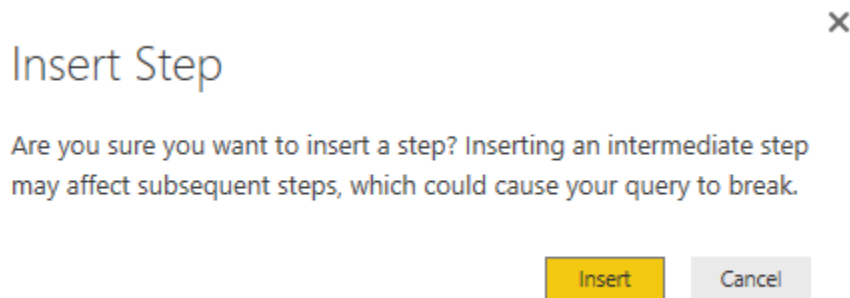 Insert Step
Are you sure you want to insert a step? Inserting an intermediate step
may affect subsequent steps, which could cause your query to break.
Insert Cancel